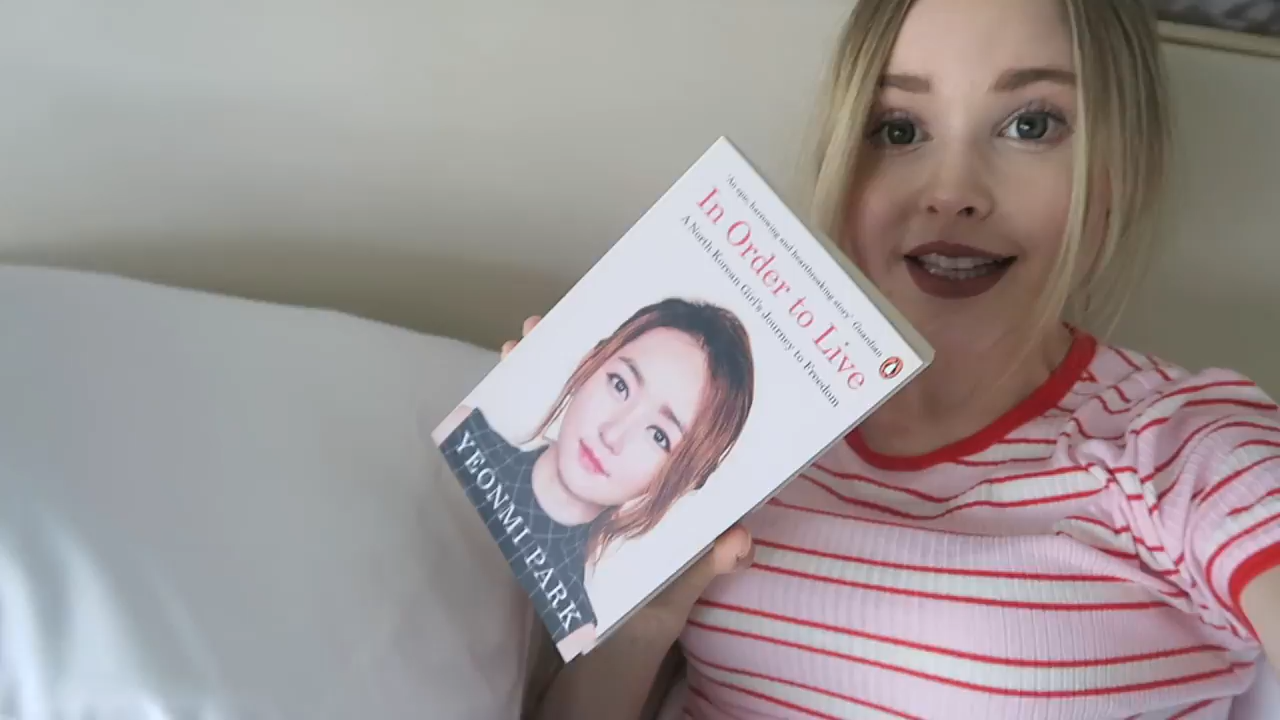 'An epic, harrowing and heartbreaking story' Guardian
In Order to Live
A North Korean Girl's Journey to Freedom
YEONMI PARK